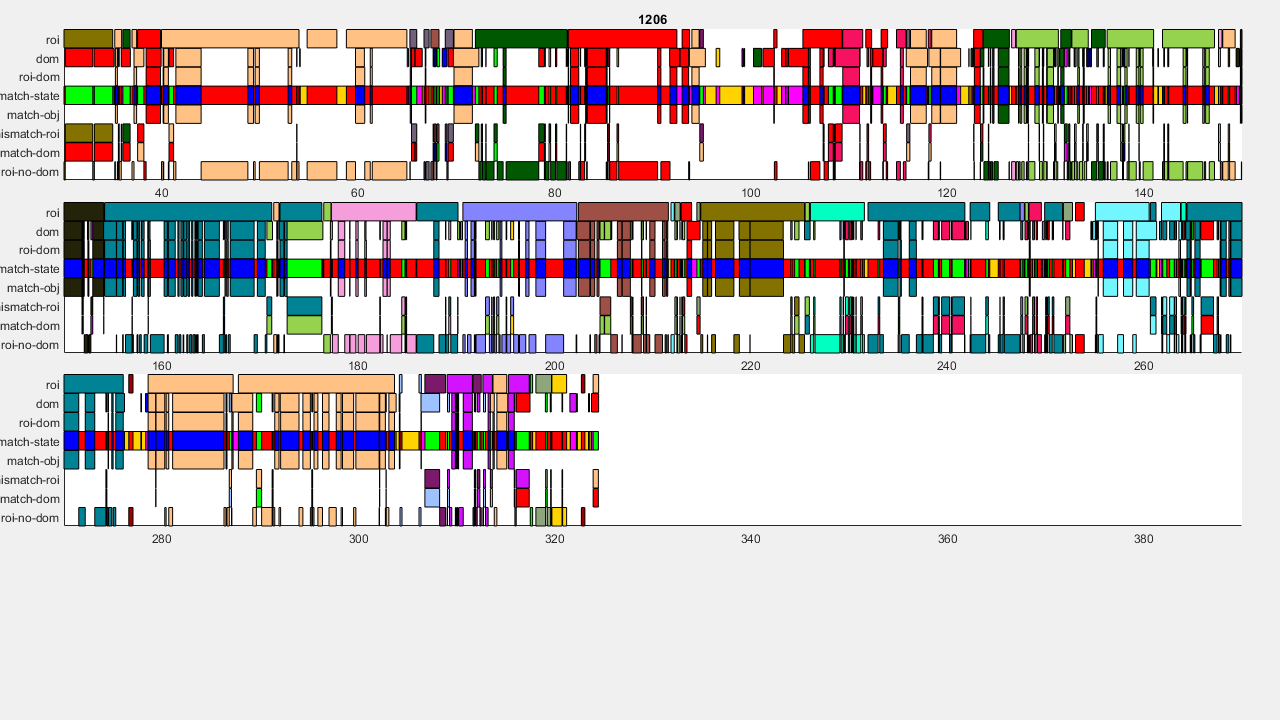 1206
roi
dom
roi-dom
match-state
match-obj
ismatch-roi
match-dom
roi-no-dom
40 60 80 100 120 140
roi
dom
roi-dom
match-state
match-obj
ismatch-roi
match-dom
roi-no-dom
160 180 200 220 240 260
roi
dom
roi-dom
match-state
match-obj
ismatch-roi
match-dom
roi-no-dom
280 300 320 340 360 380